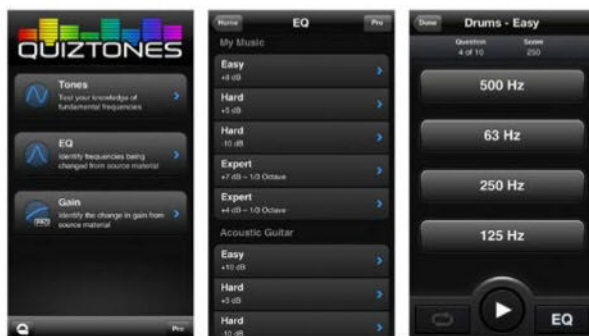 QUIZTONES
Tones
Test your knowledge of
fundamental frequencies
EQ
Identify frequencies being
changed from source material
Gain
Identify the change in gain from
source material
PRO
Pro
Home
EQ
Pro
My Music
Easy
+8 dB
Hard
+5 dB
Hard
-10 dB
Expert
+7 dB – 1/3 Octave
Expert
+4 dB – 1/3 Octave
Acoustic Guitar
Easy
+10 dB
Hard
+5 dB
Hard
-10 dB
Done
Drums - Easy
Question
4 of 10
Score
250
500 Hz
63 Hz
250 Hz
125 Hz
EQ